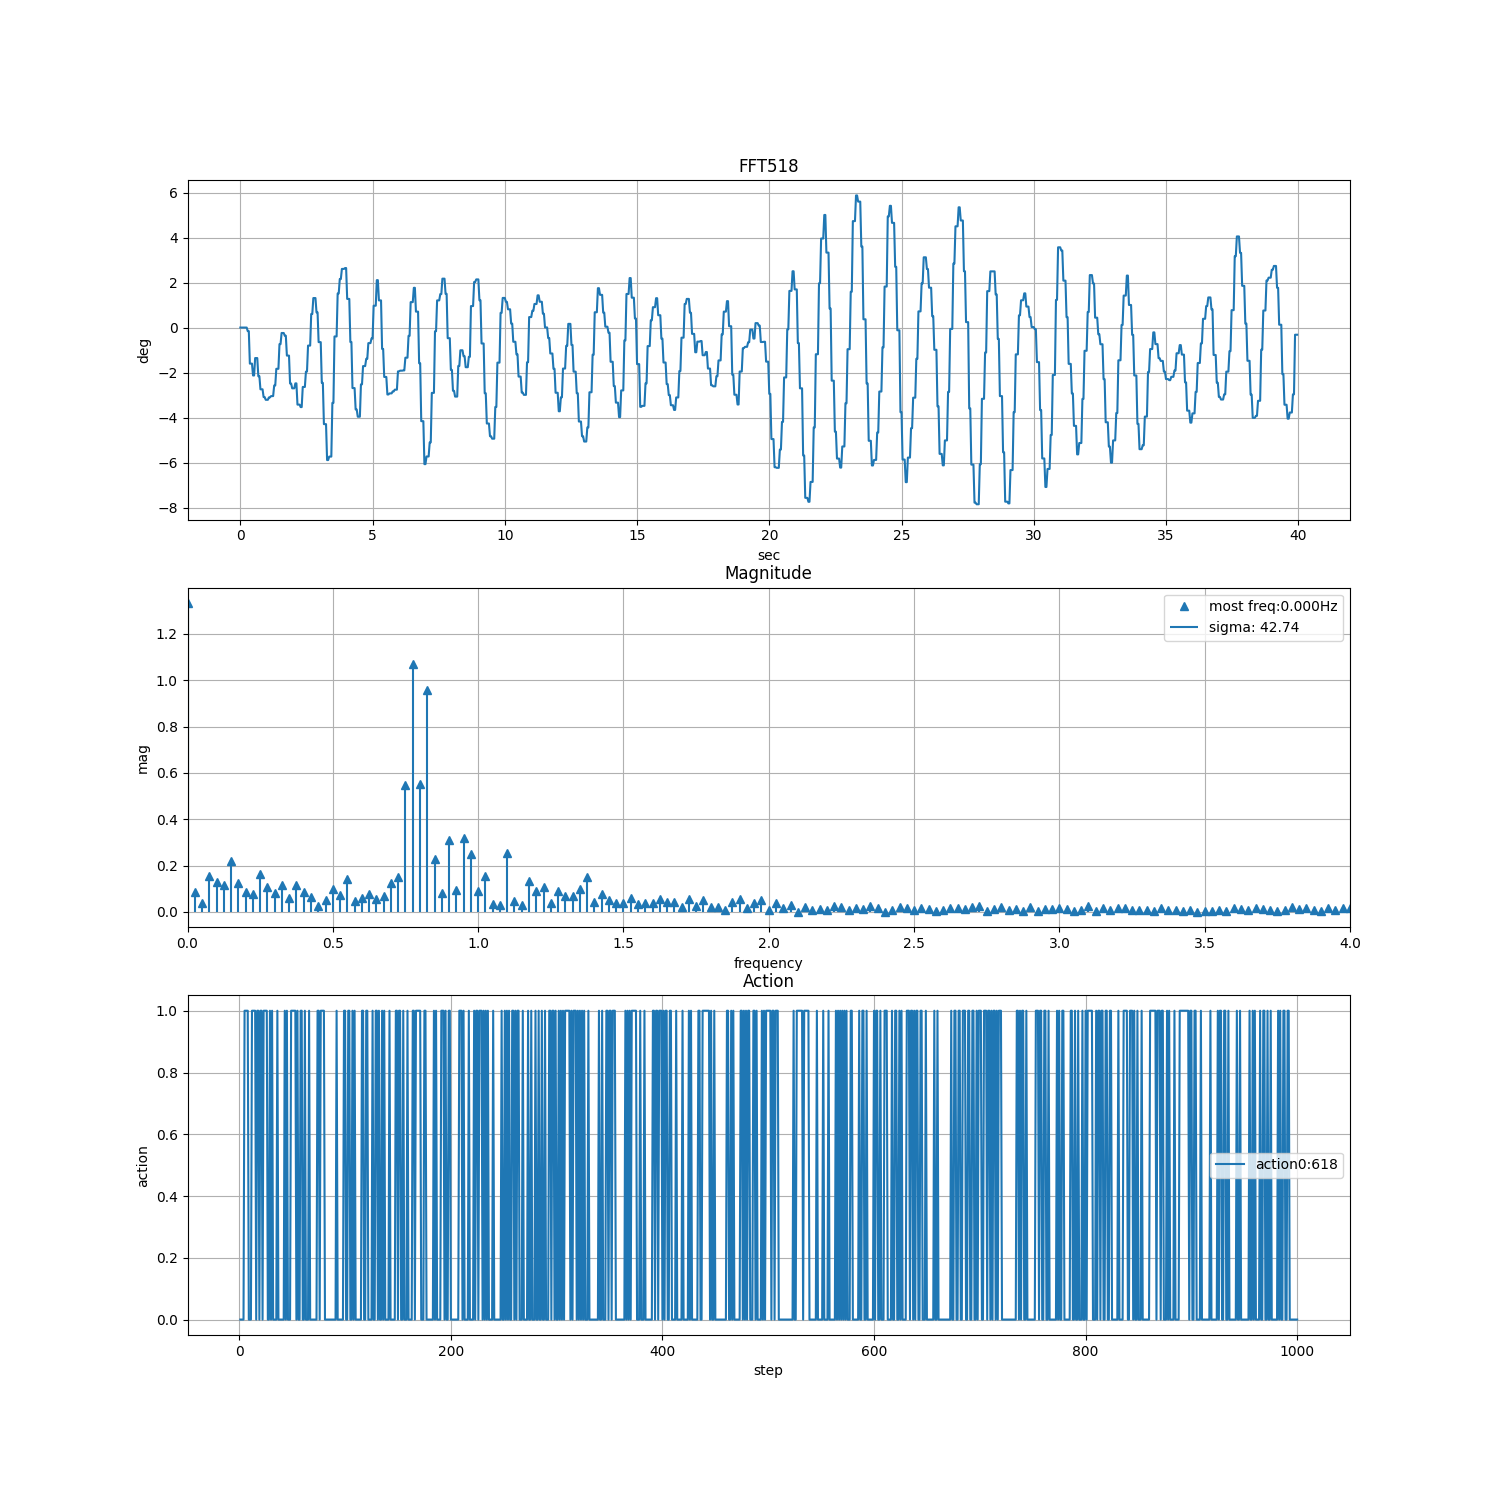 FFT518
6
4
2
0
−2
−4
−6
−8
deg
0 5 10 15 20 25 30 35 40
sec
Magnitude
most freq:0.000Hz
sigma: 42.74
1.2
1.0
0.8
0.6
0.4
0.2
0.0
mag
0.0 0.5 1.0 1.5 2.0 2.5 3.0 3.5 4.0
frequency
Action
1.0
0.8
0.6
0.4
0.2
0.0
action
action0:618
0 200 400 600 800 1000
step